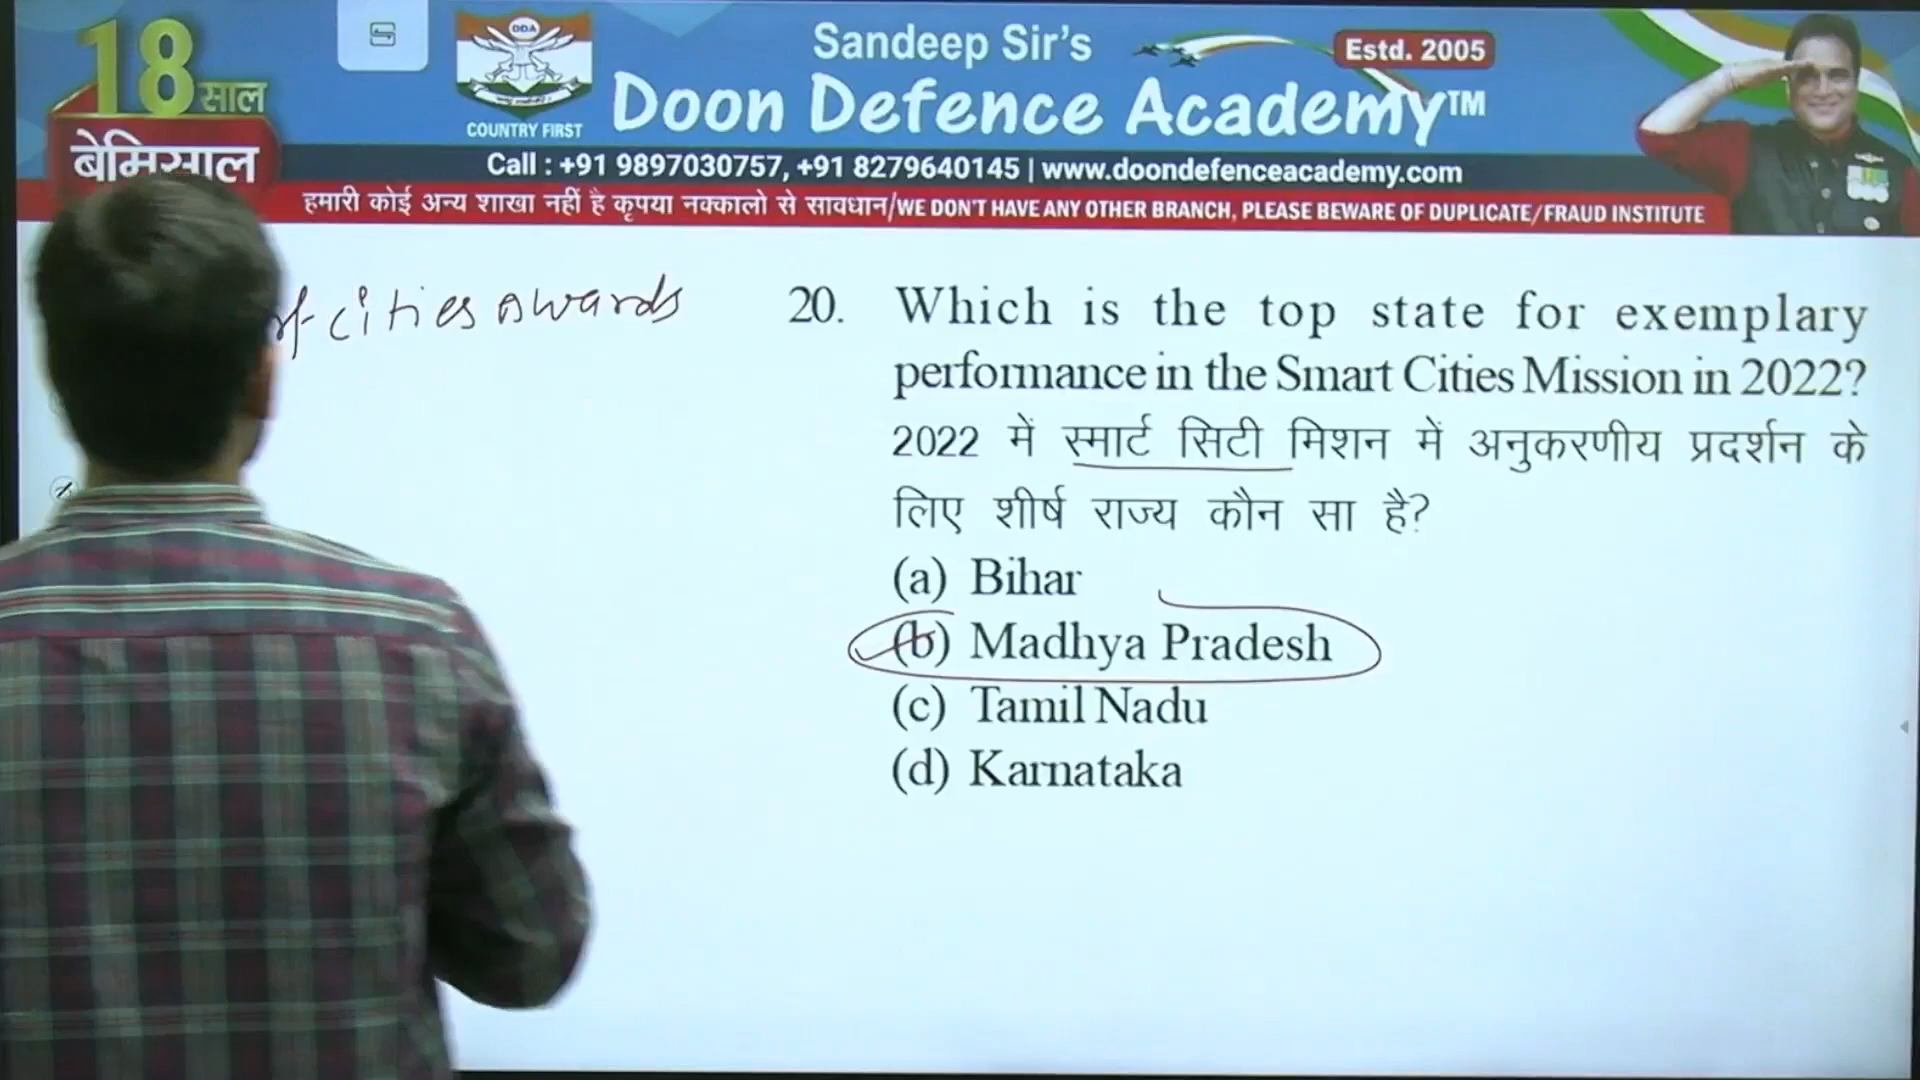 18 साल
बेमिसाल
DDA
COUNTRY FIRST
Sandeep Sir's
Estd. 2005
Doon Defence Academy™
Call : +91 9897030757, +91 8279640145 | www.doondefenceacademy.com
हमारी कोई अन्य शाखा नहीं है कृपया नक्कालो से सावधान/WE DON'T HAVE ANY OTHER BRANCH, PLEASE BEWARE OF DUPLICATE/FRAUD INSTITUTE
cities Awards
20. Which is the top state for exemplary
performance in the Smart Cities Mission in 2022?
2022 में स्मार्ट सिटी मिशन में अनुकरणीय प्रदर्शन के
लिए शीर्ष राज्य कौन सा है?
(a) Bihar
(b) Madhya Pradesh
(c) Tamil Nadu
(d) Karnataka